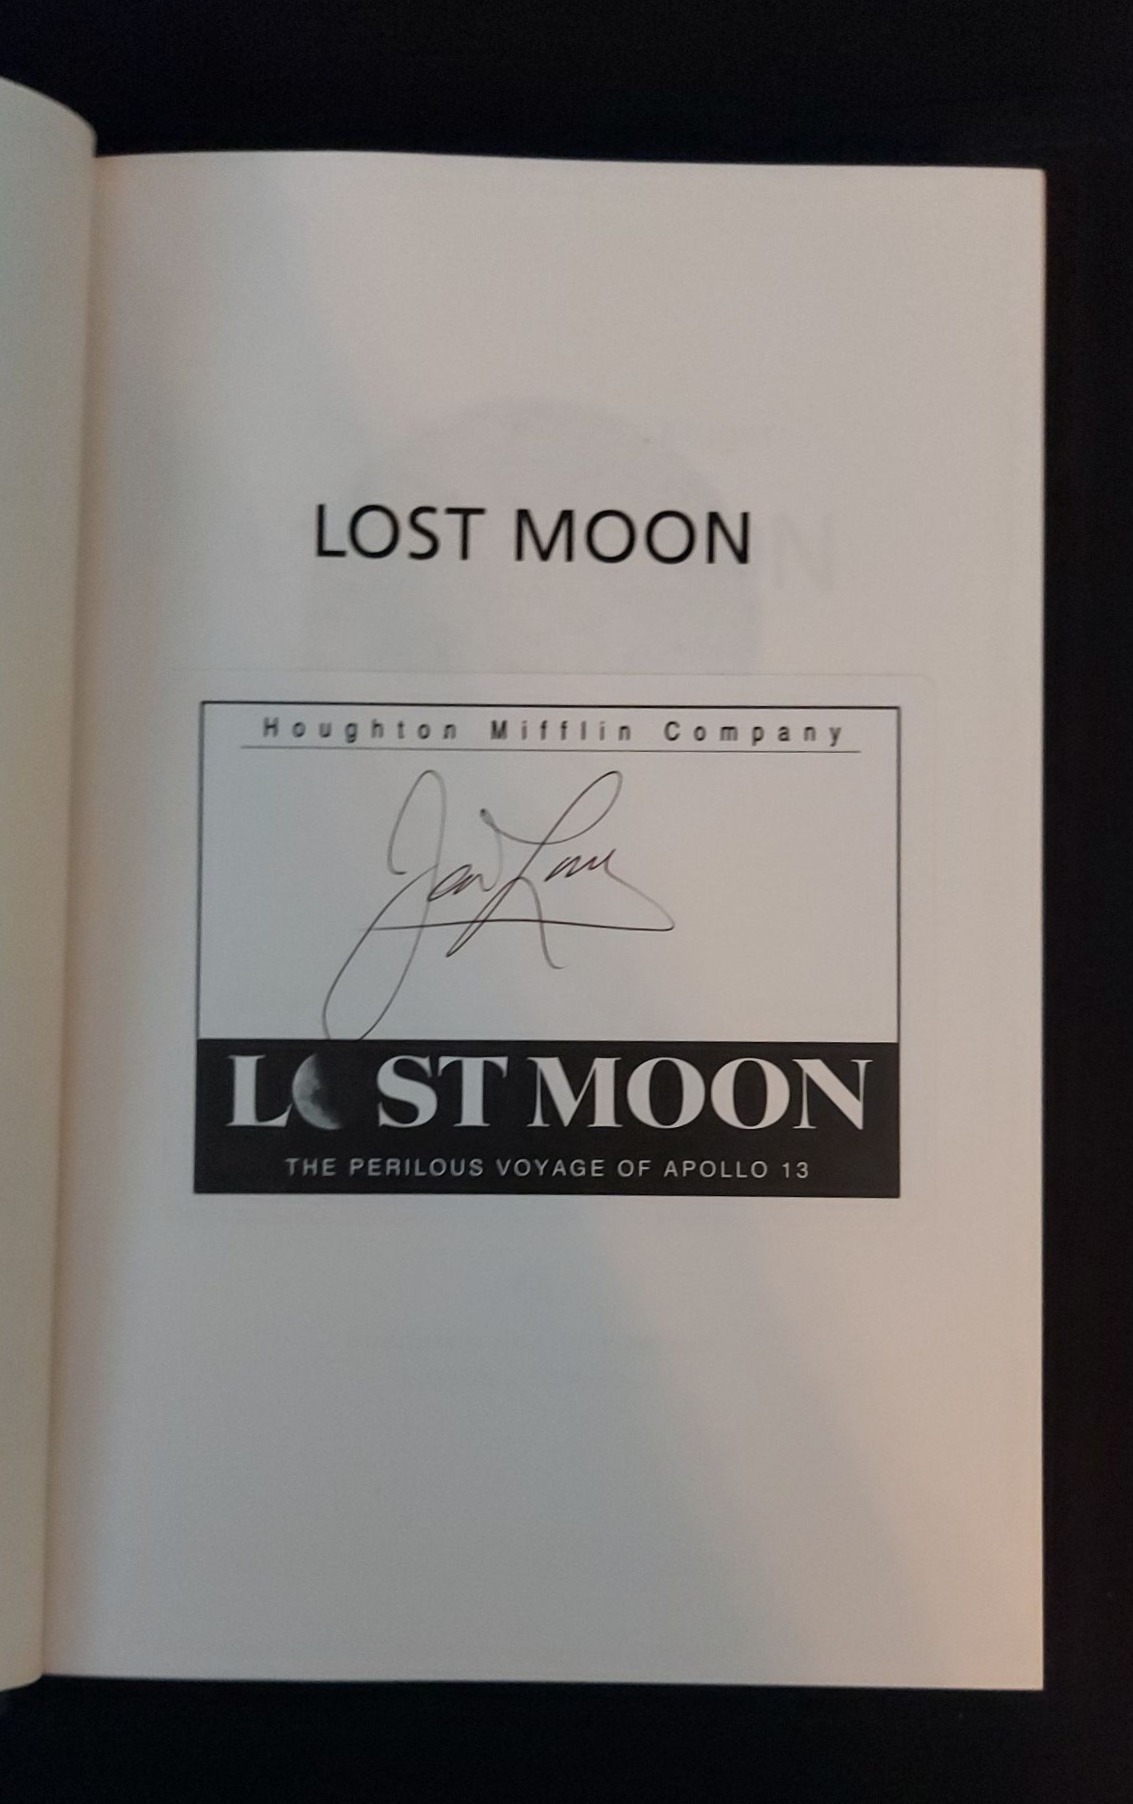 LOST MOON
Houghton Mifflin Company
LOST MOON
THE PERILOUS VOYAGE OF APOLLO 13